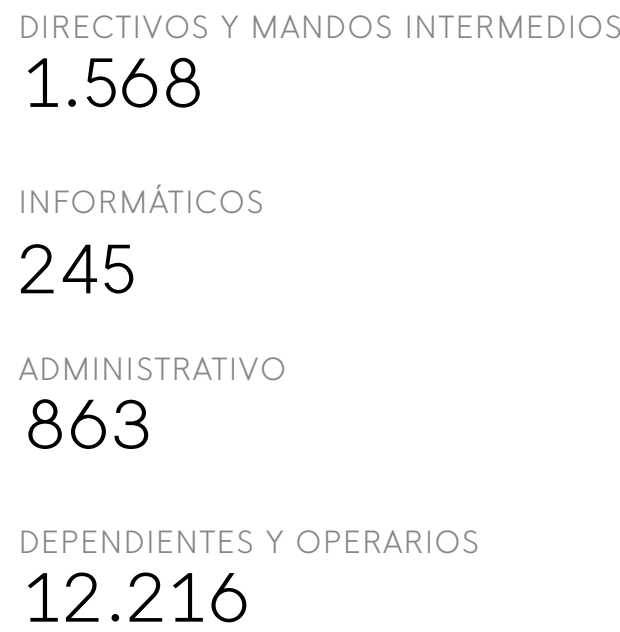 DIRECTIVOS Y MANDOS INTERMEDIOS
1.568
INFORMÁTICOS
245
ADMINISTRATIVO
863
DEPENDIENTES Y OPERARIOS
12.216